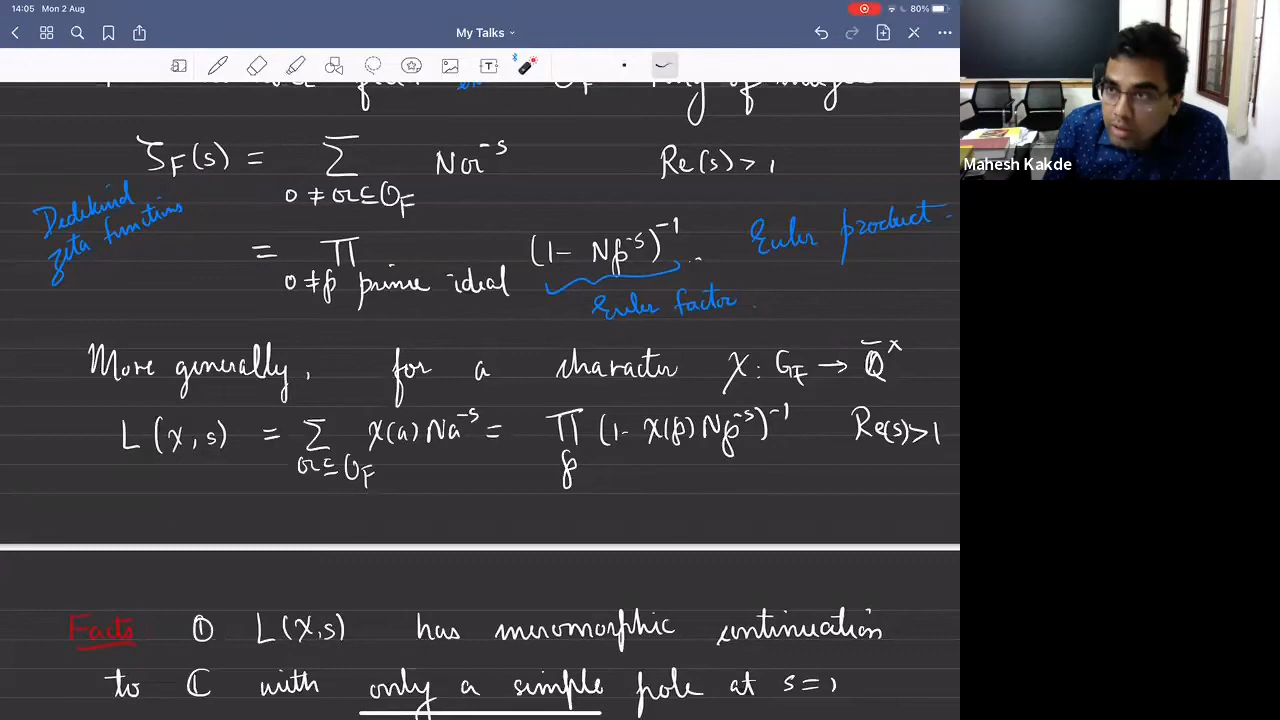 14:05 Mon 2 Aug
80%
My Talks
ζ_F(s) = Σ_{0 ≠ 𝔞 ⊆ O_F} N𝔞^{-s} Re(s) > 1
Dedekind
zeta functions
= ∏_{0 ≠ 𝔭 prime ideal} (1 - N𝔭^{-s})^{-1} Euler product
Euler factor
More generally, for a character χ : G_F → Q̄^×
L(χ, s) = Σ_{𝔞 ⊆ O_F} χ(a) Na^{-s} = ∏_𝔭 (1 - χ(𝔭) N𝔭^{-s})^{-1} Re(s) > 1
Facts ① L(χ,s) has meromorphic continuation
to ℂ with only a simple pole at s = 1
Mahesh Kakde